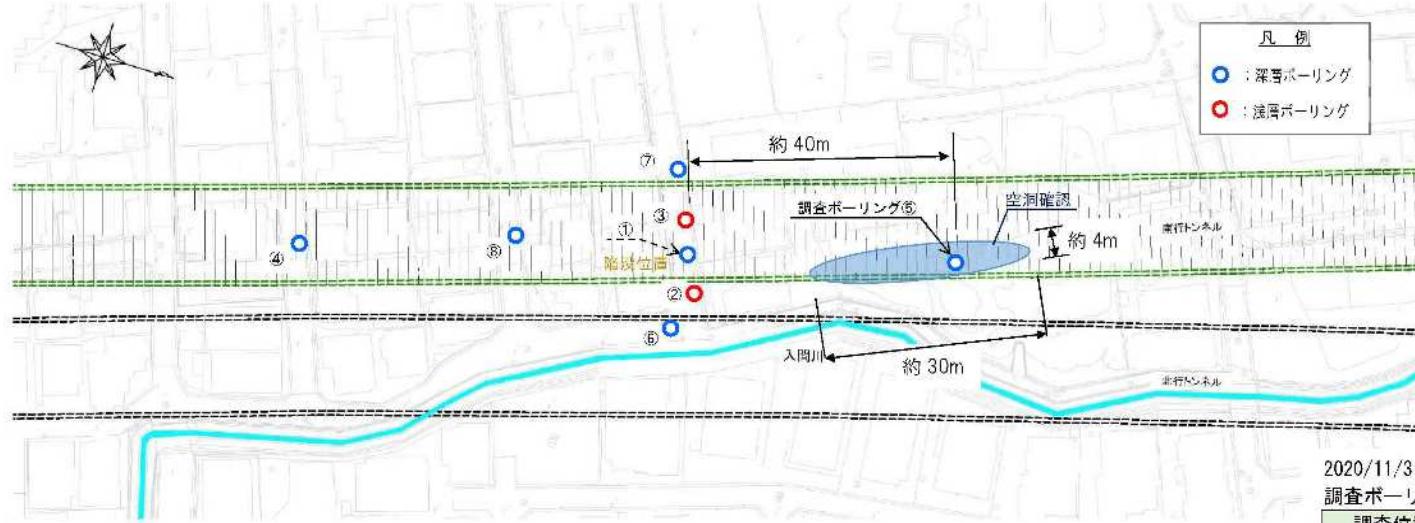 凡 例
：深層ボーリング
：浅層ボーリング
⑦
約 40m
③
調査ボーリング⑤
空洞確認
①
南行トンネル
約 4m
④
⑧
陥没位置
②
⑥
入間川
約 30m
北行トンネル
2020/11/3
調査ボーリ
調査位